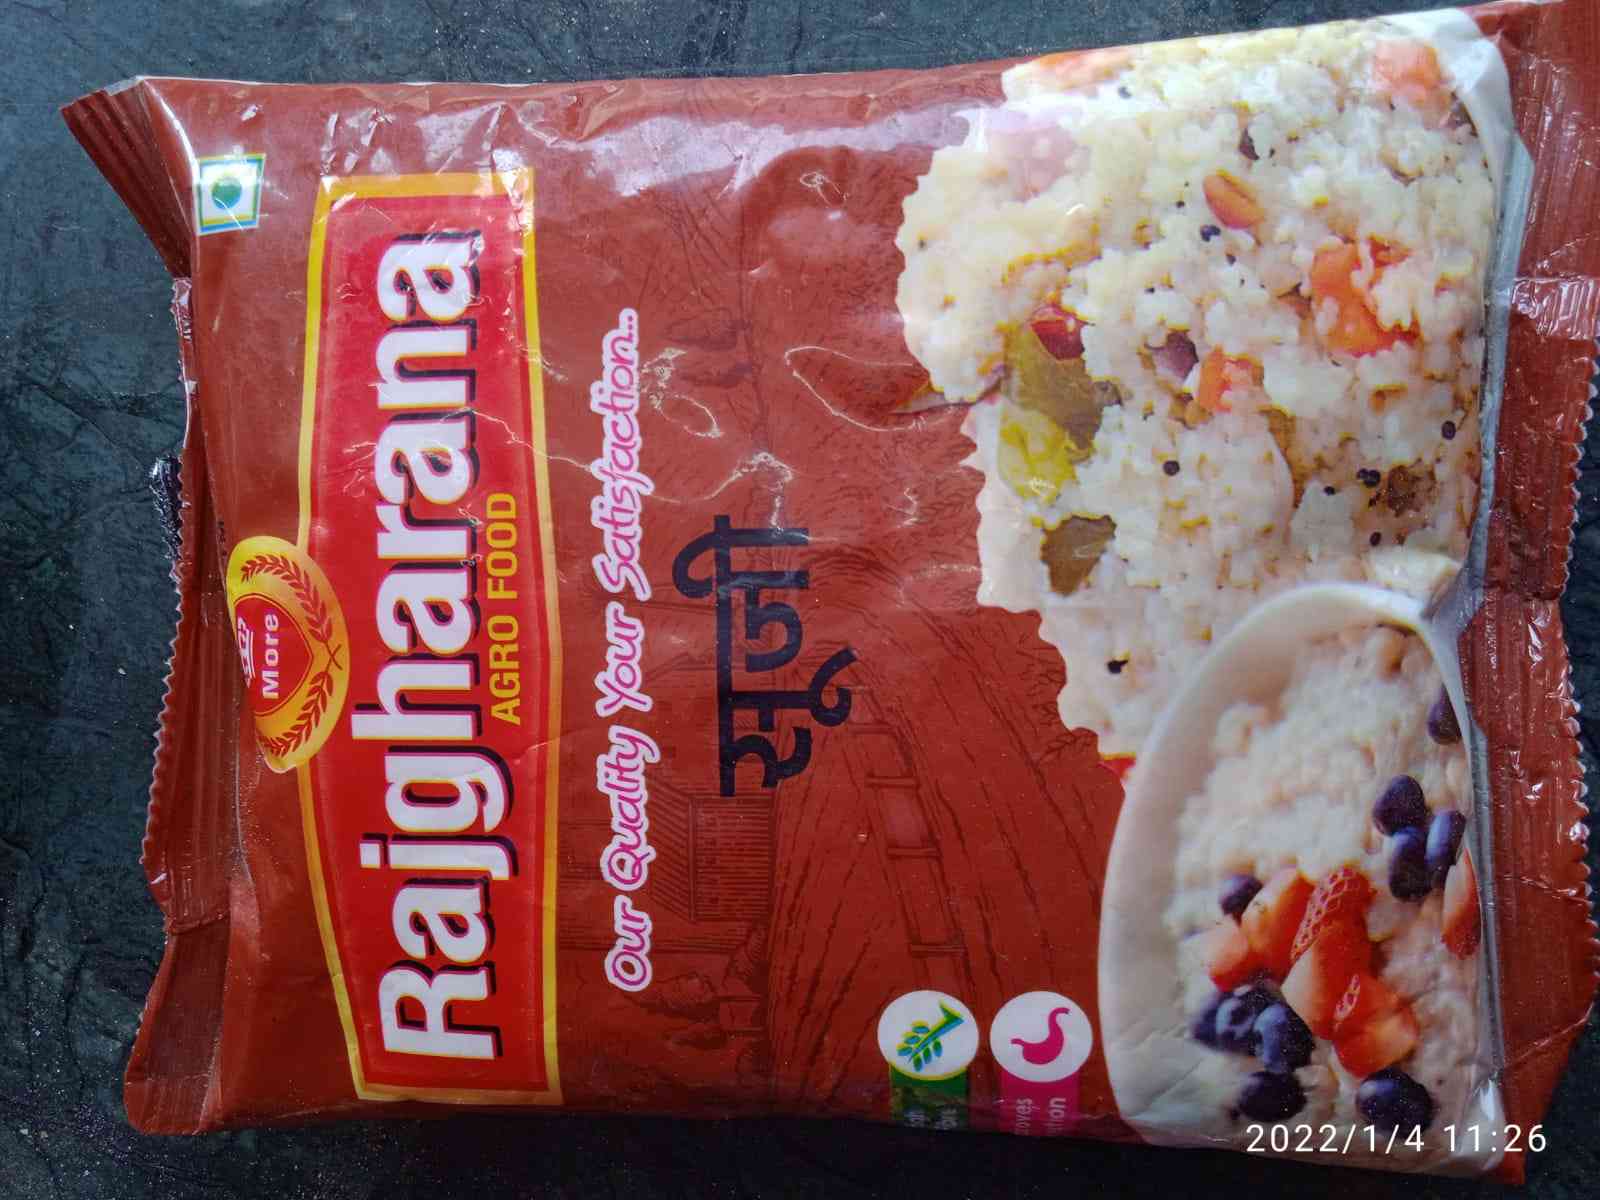 More
Rajgharana
AGRO FOOD
Our Quality Your Satisfaction...
सूजी
2022/1/4 11:26